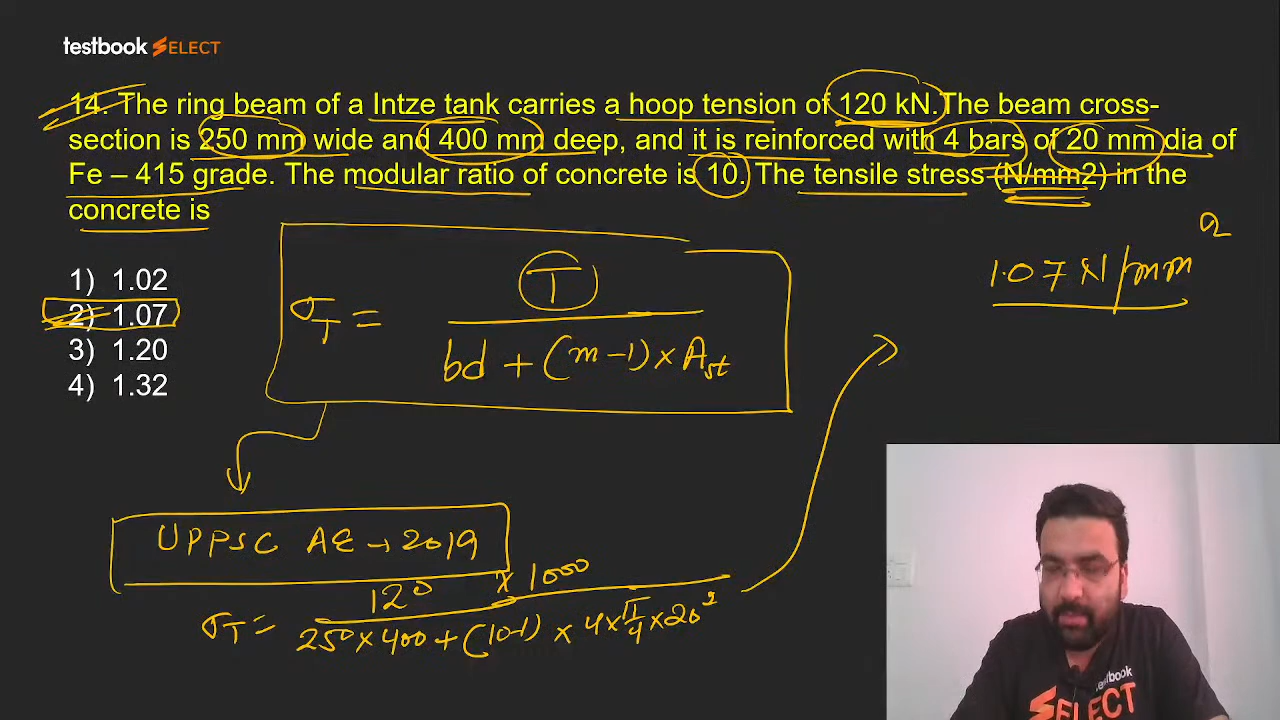 testbook SELECT
14. The ring beam of a Intze tank carries a hoop tension of 120 kN.The beam cross-
section is 250 mm wide and 400 mm deep, and it is reinforced with 4 bars of 20 mm dia of
Fe – 415 grade. The modular ratio of concrete is 10. The tensile stress (N/mm2) in the
concrete is
1) 1.02
2) 1.07
3) 1.20
4) 1.32
σT = T / bd + (m-1) × Ast
1.07 N/mm2
UPPSC AE → 2019
σT = 120 × 1000 / 250 × 400 + (10-1) × 4 × π/4 × 20²
testbook
SELECT